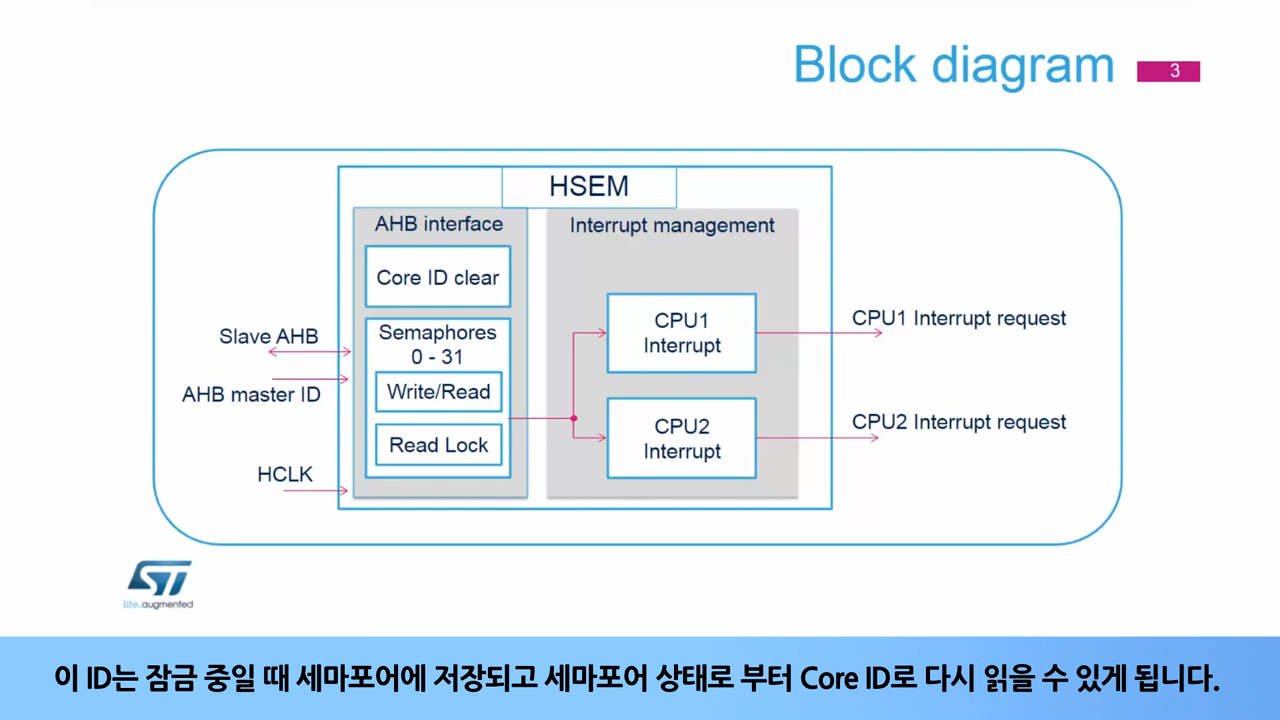 Block diagram
3
HSEM
AHB interface
Interrupt management
Core ID clear
Semaphores
0 - 31
Write/Read
Read Lock
CPU1
Interrupt
CPU2
Interrupt
Slave AHB
AHB master ID
HCLK
CPU1 Interrupt request
CPU2 Interrupt request
ST
life.augmented
이 ID는 잠금 중일 때 세마포어에 저장되고 세마포어 상태로 부터 Core ID로 다시 읽을 수 있게 됩니다.